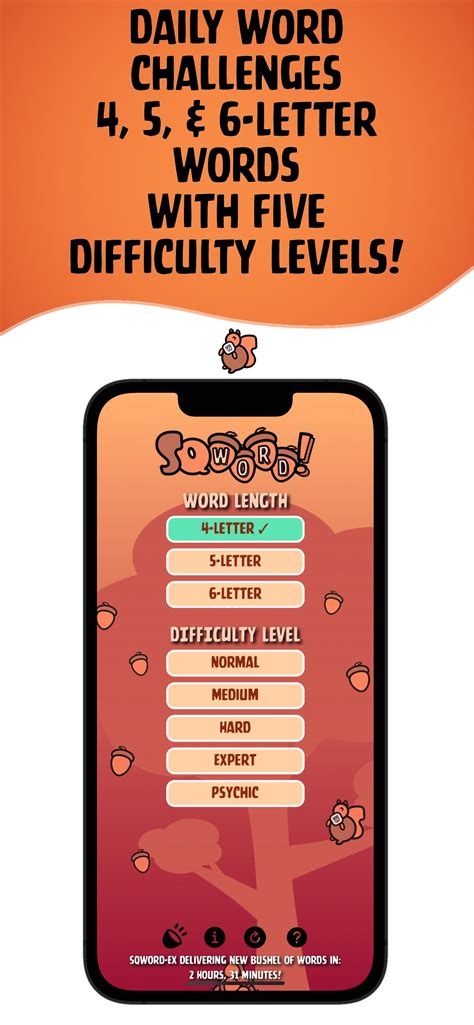 DAILY WORD
CHALLENGES
4, 5, & 6-LETTER
WORDS
WITH FIVE
DIFFICULTY LEVELS!
SQWORD!
WORD LENGTH
4-LETTER ✓
5-LETTER
6-LETTER
DIFFICULTY LEVEL
NORMAL
MEDIUM
HARD
EXPERT
PSYCHIC
i
?
SQWORD-EX DELIVERING NEW BUSHEL OF WORDS IN:
2 HOURS, 31 MINUTES!